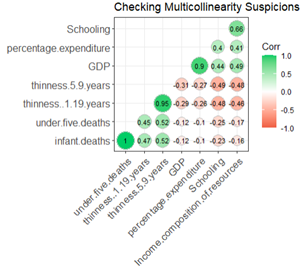 Checking Multicollinearity Suspicions
Schooling 0.66
percentage.expenditure 0.4 0.41
GDP 0.9 0.44 0.49
thinness.5.9.years -0.31 -0.27 -0.49 -0.48
thinness..1.19.years 0.95 -0.29 -0.26 -0.48 -0.46
under.five.deaths 0.45 0.52 -0.12 -0.1 -0.25 -0.17
infant.deaths 1 0.47 0.52 -0.12 -0.1 -0.23 -0.16
under.five.deaths
thinness..1.19.years
thinness.5.9.years
GDP
percentage.expenditure
Schooling
Income.composition.of.resources
Corr
1.0
0.5
0.0
-0.5
-1.0